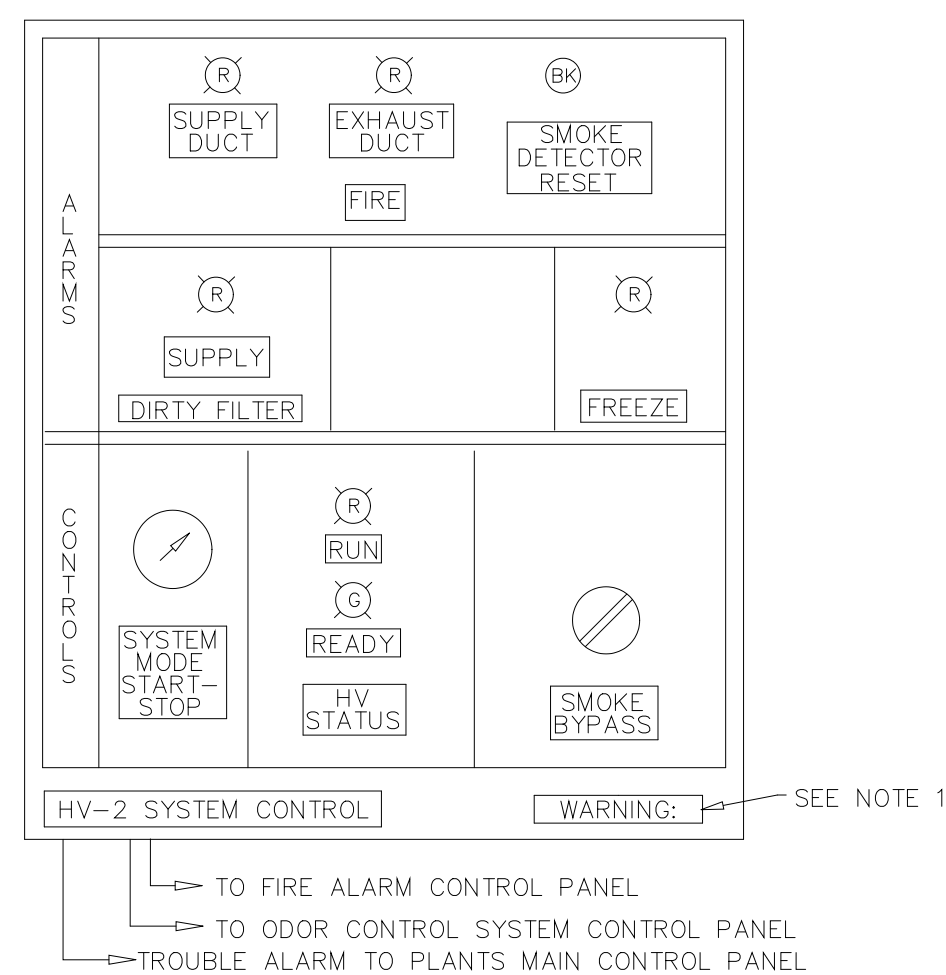 ALARMS
R
R
BK
SUPPLY
DUCT
EXHAUST
DUCT
SMOKE
DETECTOR
RESET
FIRE
R
SUPPLY
DIRTY FILTER
R
FREEZE
CONTROLS
SYSTEM
MODE
START-
STOP
R
RUN
G
READY
HV
STATUS
SMOKE
BYPASS
HV-2 SYSTEM CONTROL
WARNING:
SEE NOTE 1
TO FIRE ALARM CONTROL PANEL
TO ODOR CONTROL SYSTEM CONTROL PANEL
TROUBLE ALARM TO PLANTS MAIN CONTROL PANEL